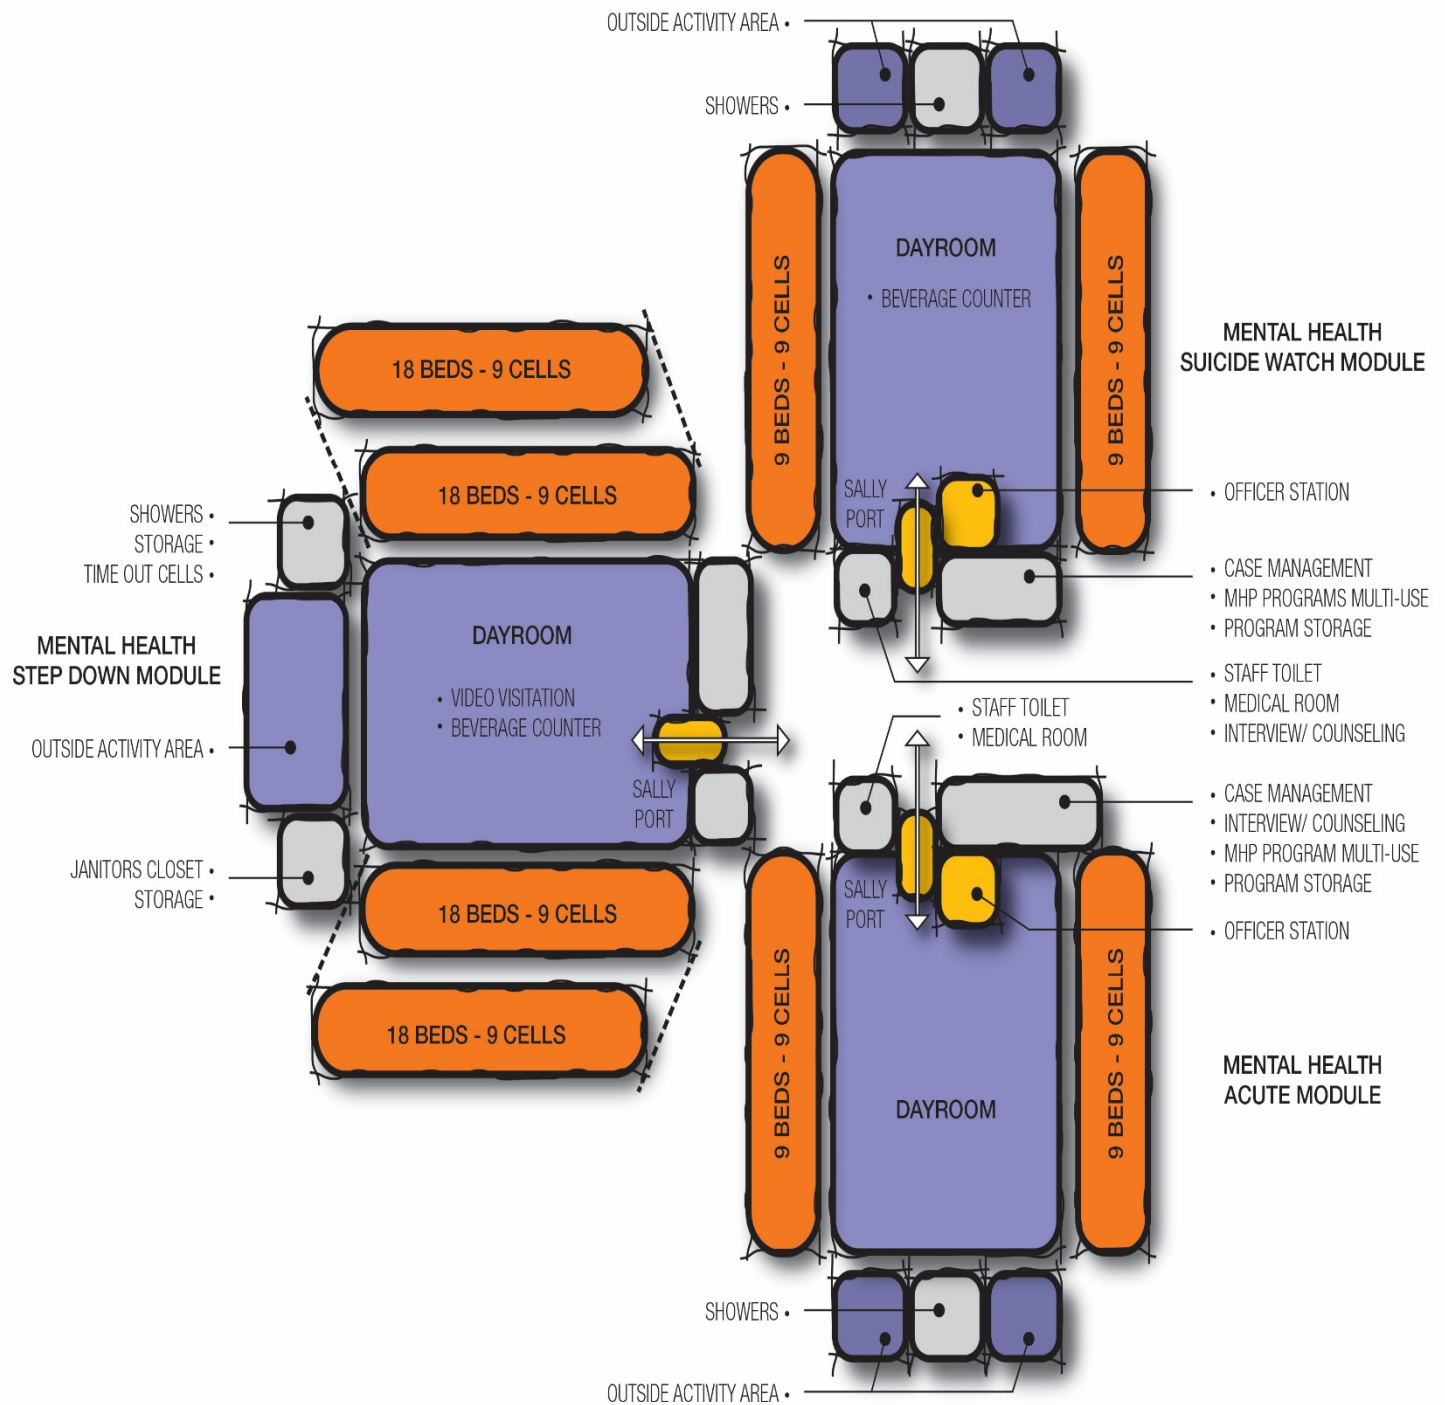 OUTSIDE ACTIVITY AREA •
SHOWERS •
DAYROOM
• BEVERAGE COUNTER
9 BEDS - 9 CELLS
9 BEDS - 9 CELLS
MENTAL HEALTH
SUICIDE WATCH MODULE
SALLY
PORT
• OFFICER STATION
• CASE MANAGEMENT
• MHP PROGRAMS MULTI-USE
• PROGRAM STORAGE
• STAFF TOILET
• MEDICAL ROOM
• INTERVIEW/ COUNSELING
18 BEDS - 9 CELLS
18 BEDS - 9 CELLS
SHOWERS •
STORAGE •
TIME OUT CELLS •
MENTAL HEALTH
STEP DOWN MODULE
DAYROOM
• VIDEO VISITATION
• BEVERAGE COUNTER
OUTSIDE ACTIVITY AREA •
SALLY
PORT
JANITORS CLOSET •
STORAGE •
18 BEDS - 9 CELLS
18 BEDS - 9 CELLS
• STAFF TOILET
• MEDICAL ROOM
• CASE MANAGEMENT
• INTERVIEW/ COUNSELING
• MHP PROGRAM MULTI-USE
• PROGRAM STORAGE
• OFFICER STATION
SALLY
PORT
9 BEDS - 9 CELLS
9 BEDS - 9 CELLS
DAYROOM
MENTAL HEALTH
ACUTE MODULE
SHOWERS •
OUTSIDE ACTIVITY AREA •